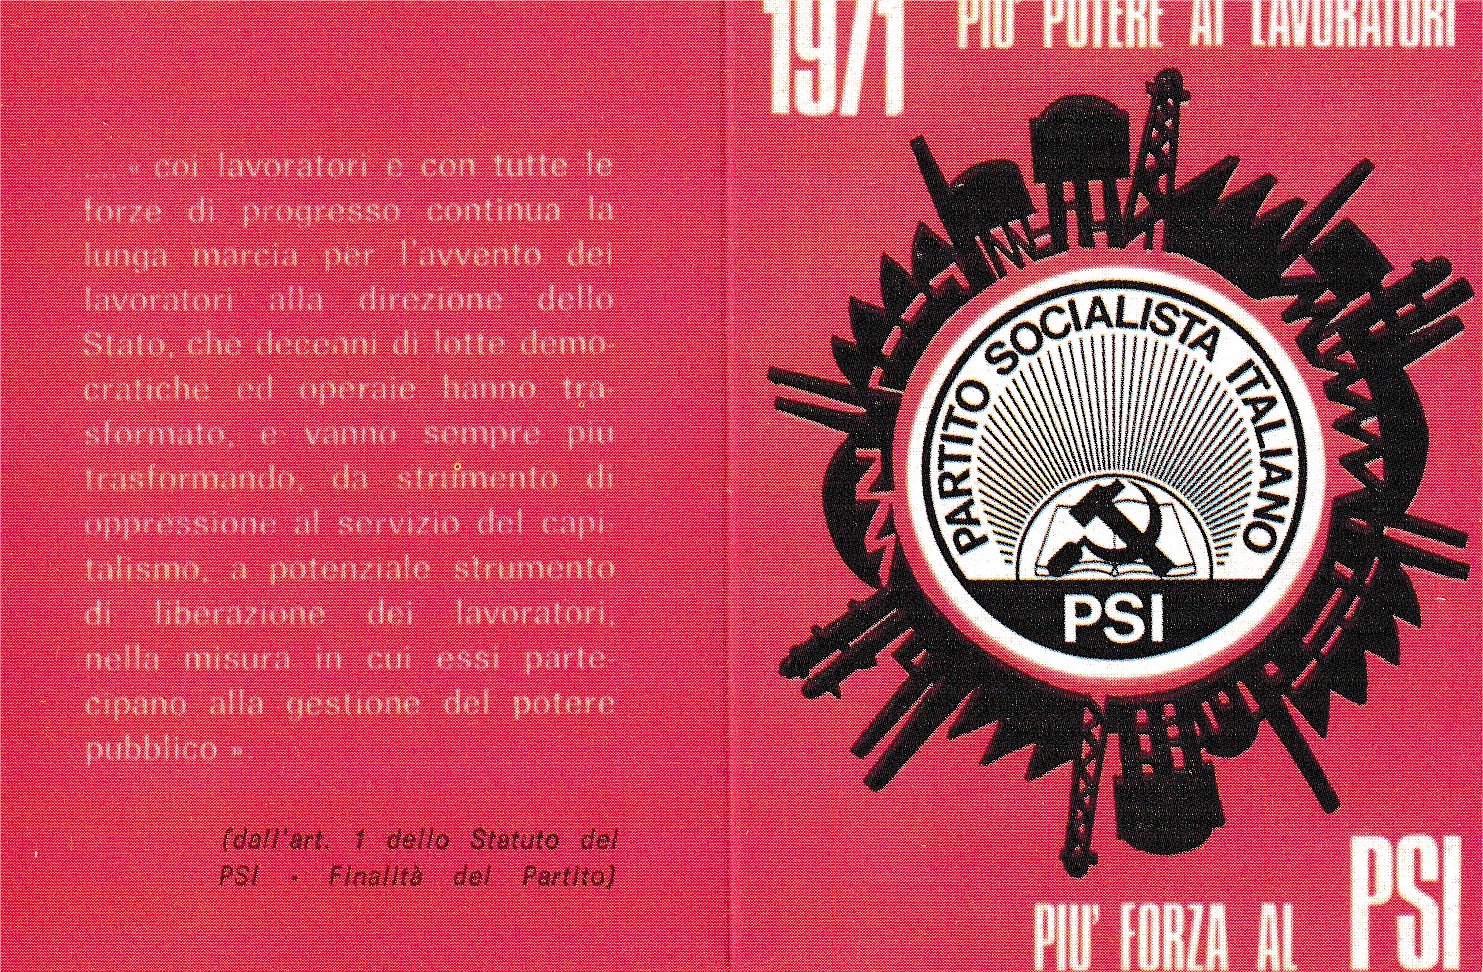 .... « coi lavoratori e con tutte le
forze di progresso continua la
lunga marcia per l'avvento dei
lavoratori alla direzione dello
Stato, che decenni di lotte demo-
cratiche ed operaie hanno tra-
sformato, e vanno sempre più
trasformando, da strumento di
oppressione al servizio del capi-
talismo, a potenziale strumento
di liberazione dei lavoratori,
nella misura in cui essi parte-
cipano alla gestione del potere
pubblico ».
(dall'art. 1 dello Statuto del
PSI - Finalità del Partito)
1971
PIU' POTERE AI LAVORATORI
PARTITO SOCIALISTA ITALIANO
PSI
PIU' FORZA AL PSI